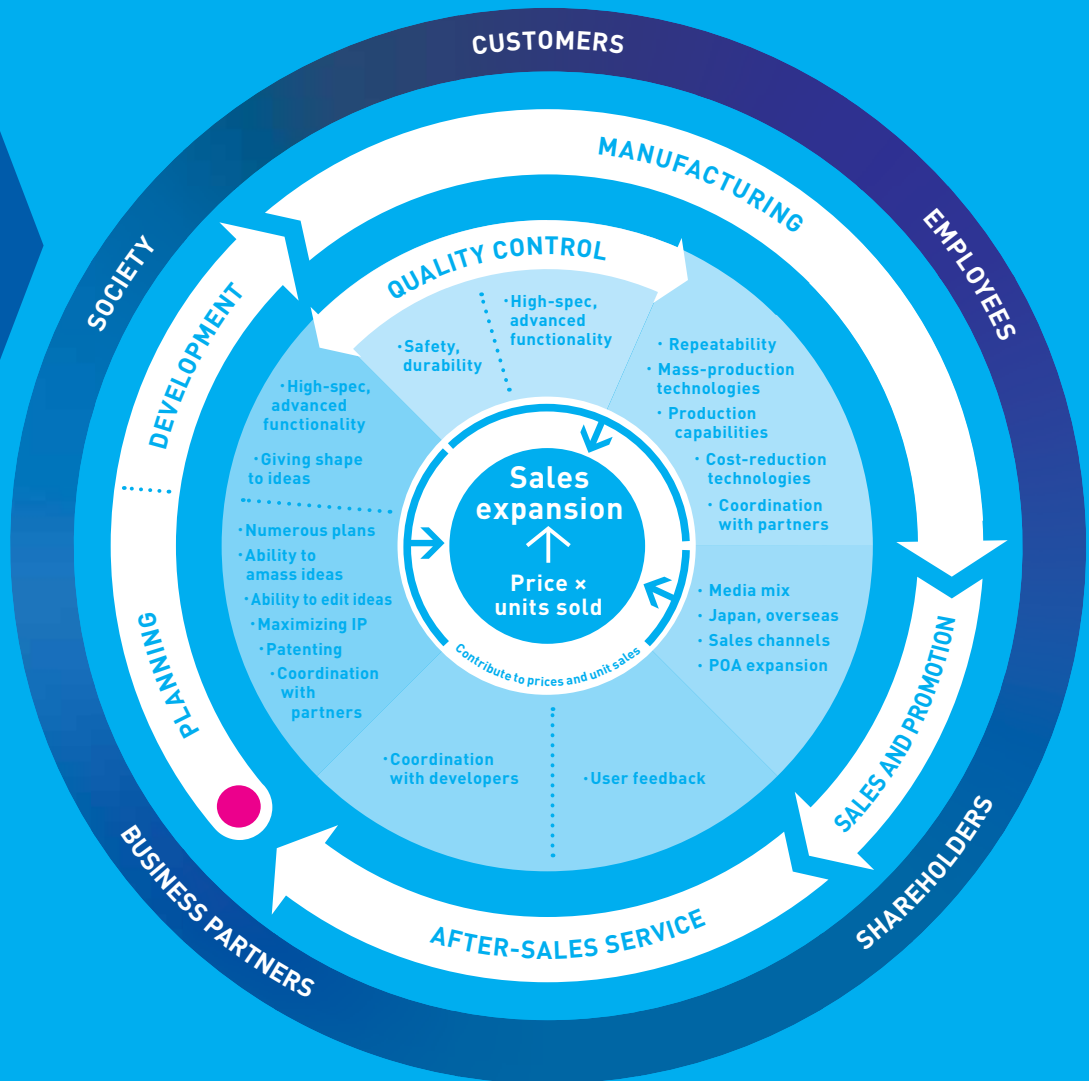 CUSTOMERS
EMPLOYEES
SHAREHOLDERS
BUSINESS PARTNERS
SOCIETY
PLANNING
DEVELOPMENT
MANUFACTURING
SALES AND PROMOTION
AFTER-SALES SERVICE
QUALITY CONTROL
·Safety,
durability
·High-spec,
advanced
functionality
·High-spec,
advanced
functionality
·Giving shape
to ideas
·Numerous plans
·Ability to
amass ideas
·Ability to edit ideas
·Maximizing IP
·Patenting
·Coordination
with
partners
· Repeatability
· Mass-production
technologies
· Production
capabilities
· Cost-reduction
technologies
· Coordination
with partners
· Media mix
· Japan, overseas
· Sales channels
· POA expansion
·Coordination
with developers
·User feedback
Sales
expansion
Price ×
units sold
Contribute to prices and unit sales